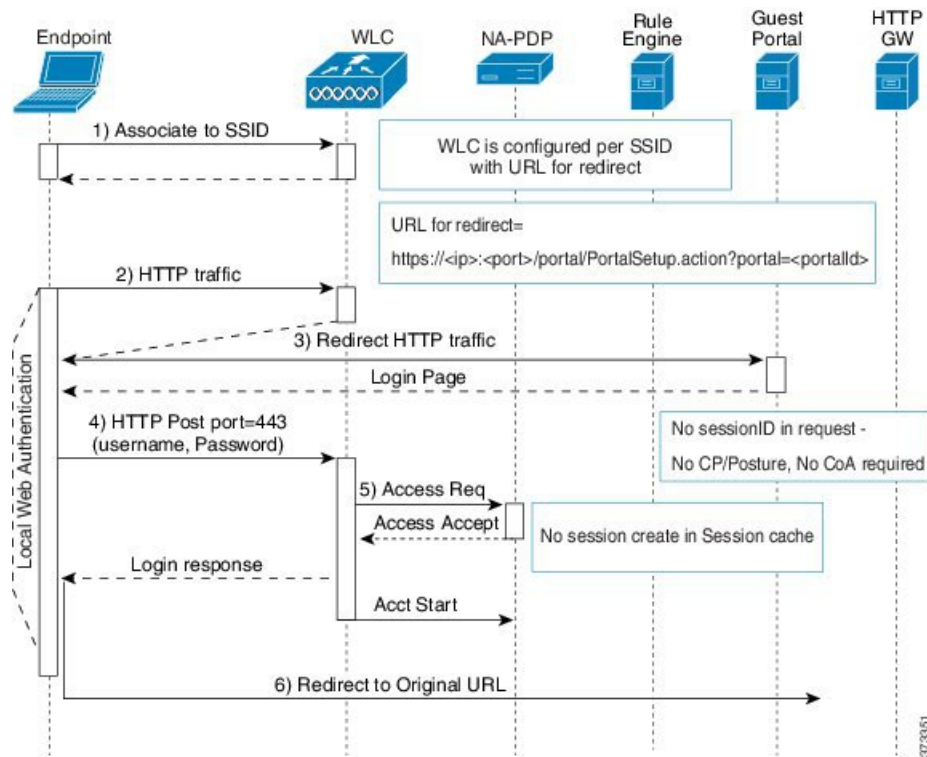 Endpoint
WLC
NA-PDP
Rule
Engine
Guest
Portal
HTTP
GW
1) Associate to SSID
WLC is configured per SSID
with URL for redirect
URL for redirect=
https://<ip>:<port>/portal/PortalSetup.action?portal=<portalId>
2) HTTP traffic
3) Redirect HTTP traffic
Login Page
Local Web Authentication
4) HTTP Post port=443
(username, Password)
No sessionID in request -
No CP/Posture, No CoA required
5) Access Req
Access Accept
No session create in Session cache
Login response
Acct Start
6) Redirect to Original URL
373351